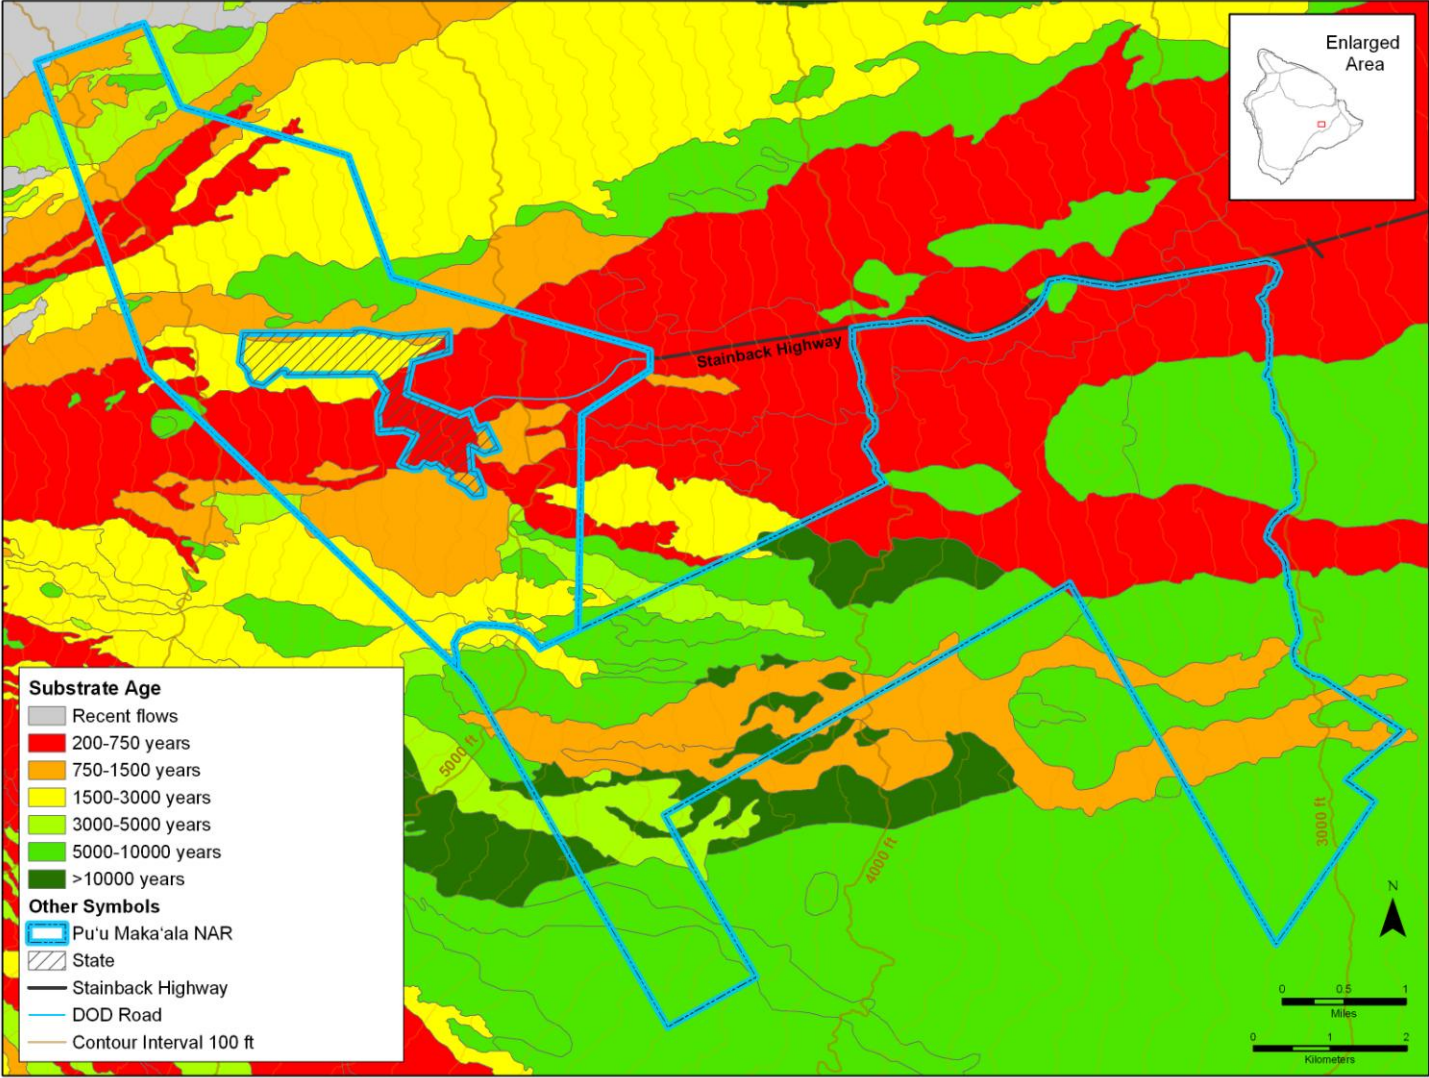 Enlarged
Area
Stainback Highway
5000 ft
4000 ft
3000 ft
Substrate Age
Recent flows
200-750 years
750-1500 years
1500-3000 years
3000-5000 years
5000-10000 years
>10000 years
Other Symbols
Pu‘u Maka‘ala NAR
State
Stainback Highway
DOD Road
Contour Interval 100 ft
N
0 0.5 1
Miles
0 1 2
Kilometers